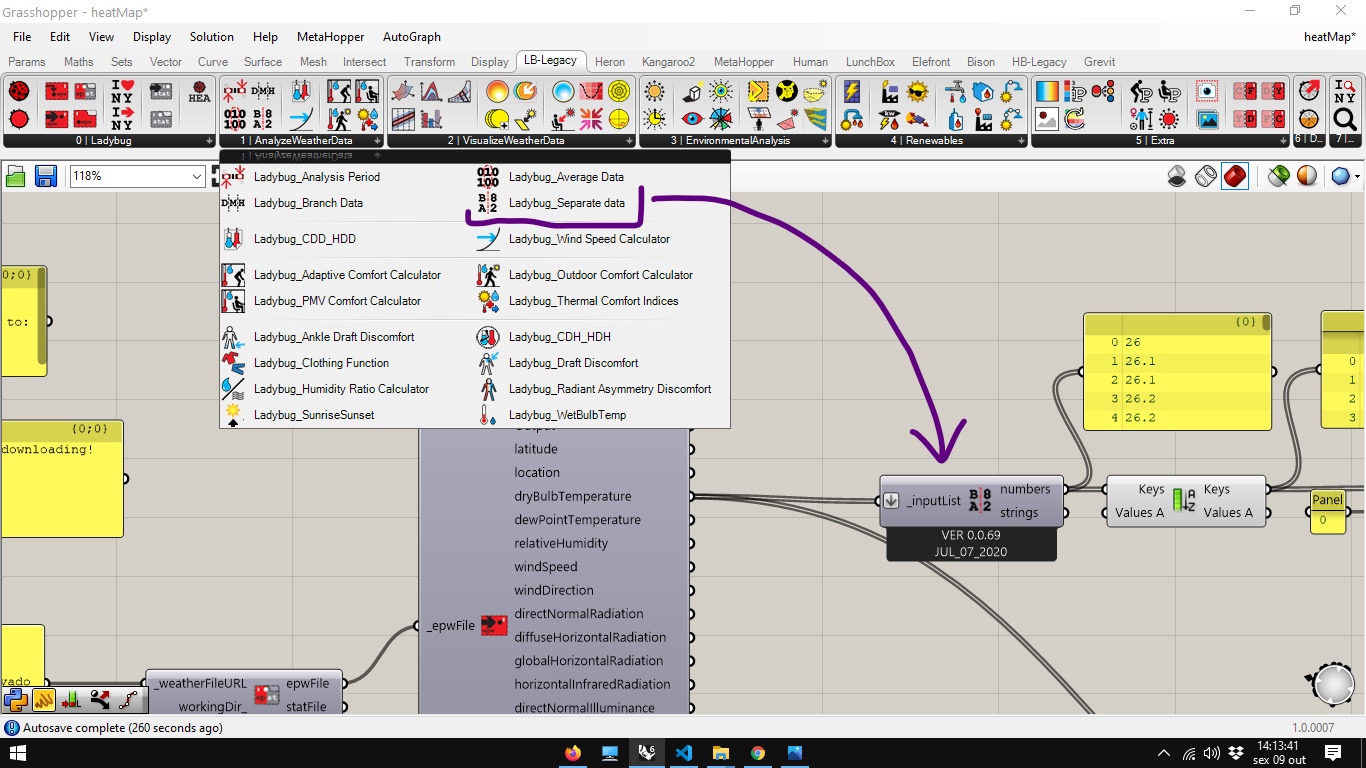 Grasshopper - heatMap*
File Edit View Display Solution Help MetaHopper AutoGraph heatMap*
Params Maths Sets Vector Curve Surface Mesh Intersect Transform Display LB-Legacy Heron Kangaroo2 MetaHopper Human LunchBox Elefront Bison HB-Legacy Grevit
0 | Ladybug 1 | AnalyzeWeatherData 2 | VisualizeWeatherData 3 | EnvironmentalAnalysis 4 | Renewables 5 | Extra 6 | D... 7 |...
118%
Ladybug_Analysis Period Ladybug_Average Data
Ladybug_Branch Data Ladybug_Separate data
Ladybug_CDD_HDD Ladybug_Wind Speed Calculator
Ladybug_Adaptive Comfort Calculator Ladybug_Outdoor Comfort Calculator
Ladybug_PMV Comfort Calculator Ladybug_Thermal Comfort Indices
Ladybug_Ankle Draft Discomfort Ladybug_CDH_HDH
Ladybug_Clothing Function Ladybug_Draft Discomfort
Ladybug_Humidity Ratio Calculator Ladybug_Radiant Asymmetry Discomfort
Ladybug_SunriseSunset Ladybug_WetBulbTemp
0;0}
to:
{0;0}
downloading!
vado
_weatherFileURL epwFile
workingDir_ statFile
_epwFile
latitude
location
dryBulbTemperature
dewPointTemperature
relativeHumidity
windSpeed
windDirection
directNormalRadiation
diffuseHorizontalRadiation
globalHorizontalRadiation
horizontalInfraredRadiation
directNormalIlluminance
_inputList B 8 A 2 numbers
strings
VER 0.0.69
JUL_07_2020
{0}
0 26
1 26.1
2 26.1
3 26.2
4 26.2
Keys A Z Keys
Values A Values A
0
1
2
3
Panel
0
Autosave complete (260 seconds ago) 1.0.0007
14:13:41
sex 09 out